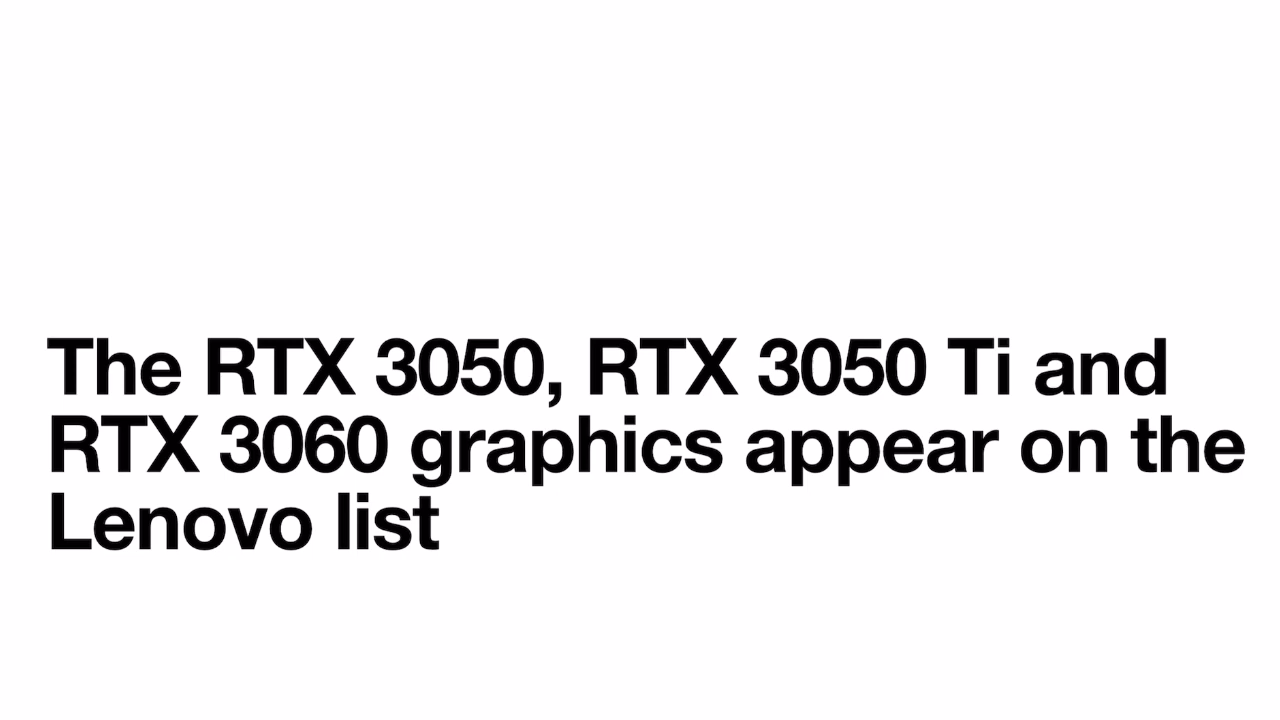 The RTX 3050, RTX 3050 Ti and
RTX 3060 graphics appear on the
Lenovo list